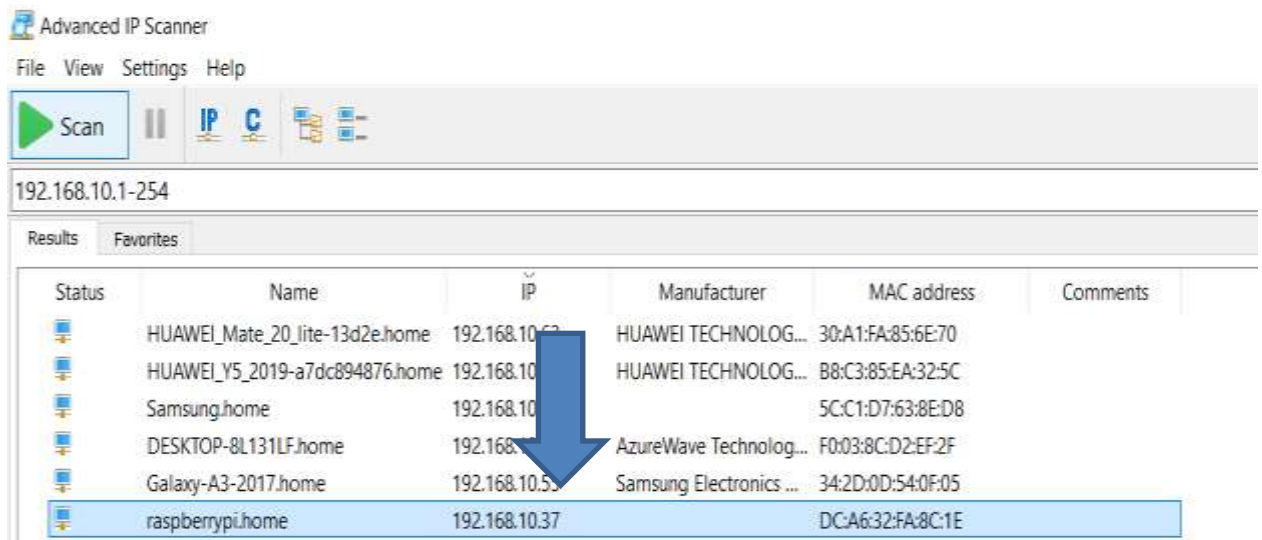 Advanced IP Scanner
File View Settings Help
Scan IP C
192.168.10.1-254
Results Favorites
Status Name IP Manufacturer MAC address Comments
HUAWEI_Mate_20_lite-13d2e.home HUAWEI TECHNOLOG... 30:A1:FA:85:6E:70
HUAWEI_Y5_2019-a7dc894876.home 192.168.10 HUAWEI TECHNOLOG... B8:C3:85:EA:32:5C
Samsung.home 192.168.10 5C:C1:D7:63:8E:D8
DESKTOP-8L131LF.home 192.168. AzureWave Technolog... F0:03:8C:D2:EF:2F
Galaxy-A3-2017.home Samsung Electronics ... 34:2D:0D:54:0F:05
raspberrypi.home 192.168.10.37 DC:A6:32:FA:8C:1E